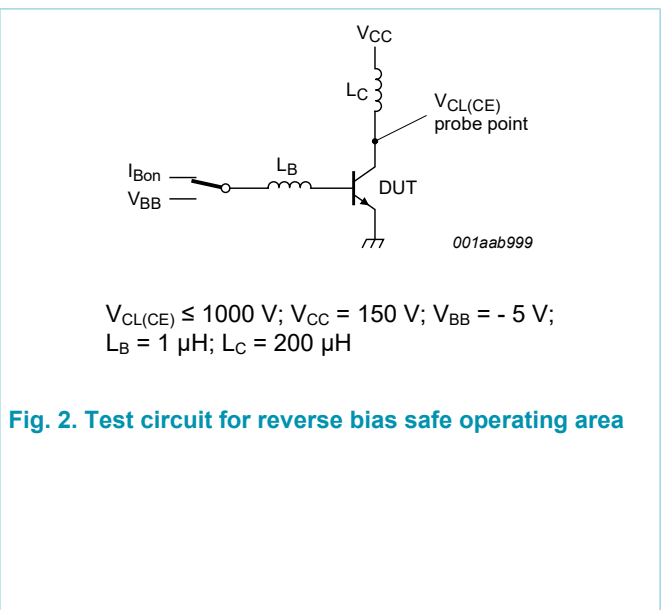 VCC
LC
VCL(CE)
probe point
IBon
LB
VBB
DUT
001aab999
VCL(CE) ≤ 1000 V; VCC = 150 V; VBB = - 5 V;
LB = 1 μH; LC = 200 μH
Fig. 2. Test circuit for reverse bias safe operating area